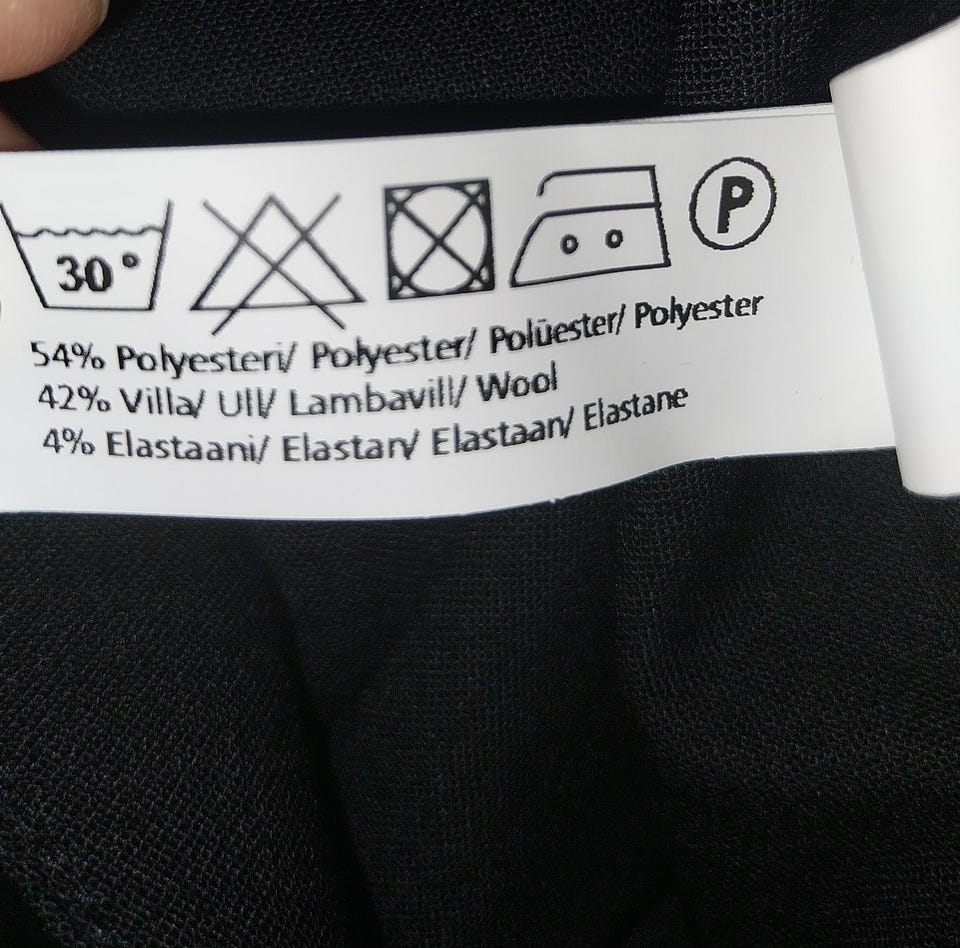 30° P
54% Polyesteri/ Polyester/ Polüester/ Polyester
42% Villa/ Ull/ Lambavill/ Wool
4% Elastaani/ Elastan/ Elastaan/ Elastane